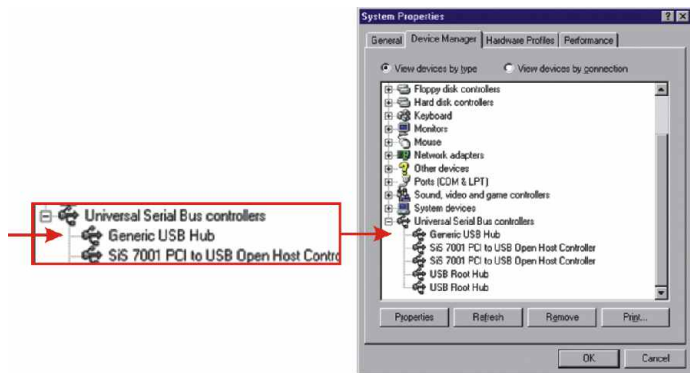 System Properties
General Device Manager Hardware Profiles Performance
View devices by type View devices by connection
Floppy disk controllers
Hard disk controllers
Keyboard
Monitors
Mouse
Network adapters
Other devices
Ports (COM & LPT)
Sound, video and game controllers
System devices
Universal Serial Bus controllers
Generic USB Hub
SiS 7001 PCI to USB Open Host Controller
SiS 7001 PCI to USB Open Host Controller
USB Root Hub
USB Root Hub
Properties Refresh Remove Print...
OK Cancel
Universal Serial Bus controllers
Generic USB Hub
SiS 7001 PCI to USB Open Host Contro